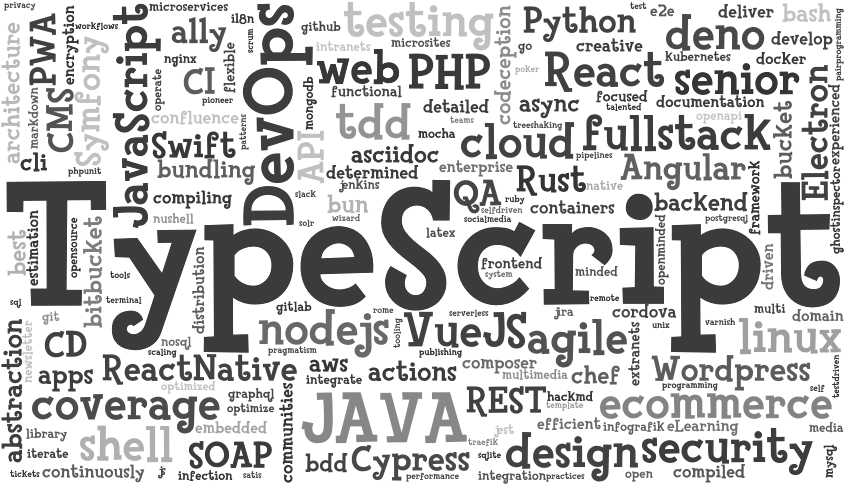 privacy
workflows
microservices
i18n
github
testing
Python
test
e2e
deliver
bash
architecture
markdown
PWA
CMS
encryption
Symfony
phpunit
cli
JavaScript
operate
ally
nginx
CI
pioneer
flexible
scrum
DevOps
patterns
intranets
microsites
web
PHP
functional
mongodb
codeception
go
poker
creative
deno
develop
kubernetes
docker
pairprogramming
React
senior
async
focused
talented
documentation
openapi
bucket
Electron
experienced
ghostinspector
confluence
Swift
bundling
compiling
nushell
API
slack
solr
tdd
detailed
teams
mocha
asciidoc
determined
jenkins
bun
wizard
cloud
enterprise
treeshaking
pipelines
fullstack
Angular
native
Rust
QA
ruby
selfdriven
socialmedia
containers
backend
postgresql
framework
openminded
driven
TypeScript
best
estimation
opensource
bitbucket
tools
terminal
distribution
latex
frontend
system
minded
remote
sql
git
newsletter
abstraction
CD
apps
nosql
scaling
gitlab
nodejs
pragmatism
rome
tooling
VueJS
serverless
publishing
agile
jra
cordova
unix
extranets
varnish
multi
domain
linux
ReactNative
optimized
aws
integrate
actions
composer
multimedia
chef
Wordpress
programming
self
testdriven
coverage
graphql
optimize
communities
JAVA
REST
hackmd
template
ecommerce
library
iterate
shell
embedded
traefik
jest
efficient
infografik
eLearning
media
tickets
continuously
js
SOAP
infection
satis
bdd
Cypress
performance
sqlite
integration
design
practices
security
open
compiled
mysql